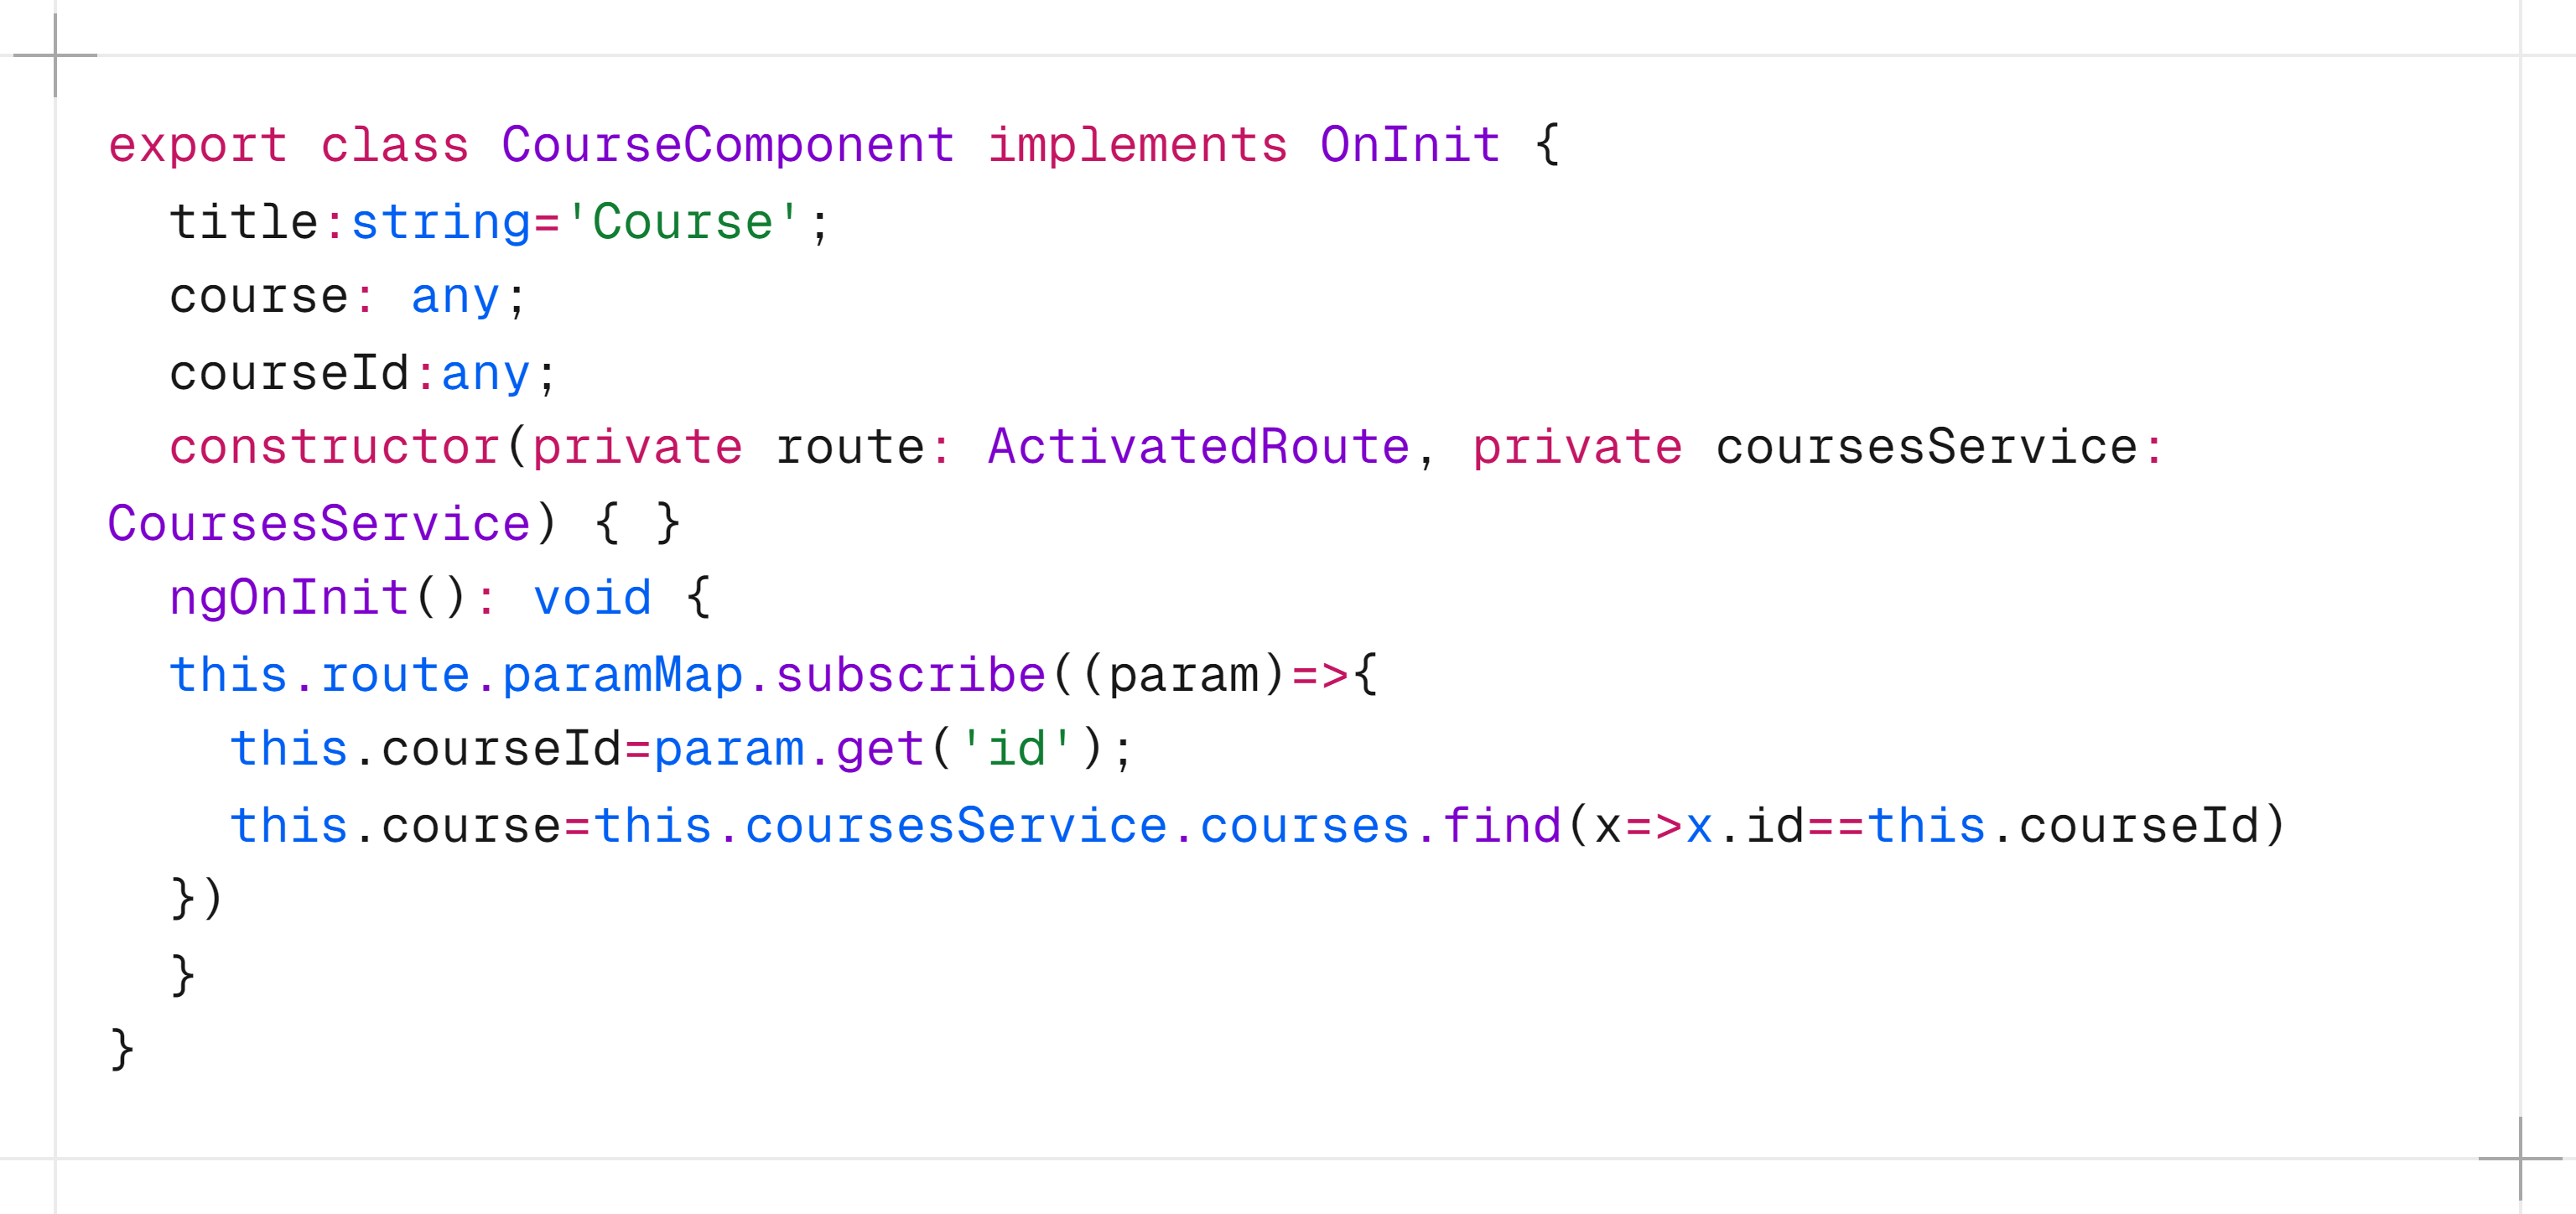 export class CourseComponent implements OnInit {
  title:string='Course';
  course: any;
  courseId:any;
  constructor(private route: ActivatedRoute, private coursesService:
CoursesService) { }
  ngOnInit(): void {
  this.route.paramMap.subscribe((param)=>{
    this.courseId=param.get('id');
    this.course=this.coursesService.courses.find(x=>x.id==this.courseId)
  })
  }
}